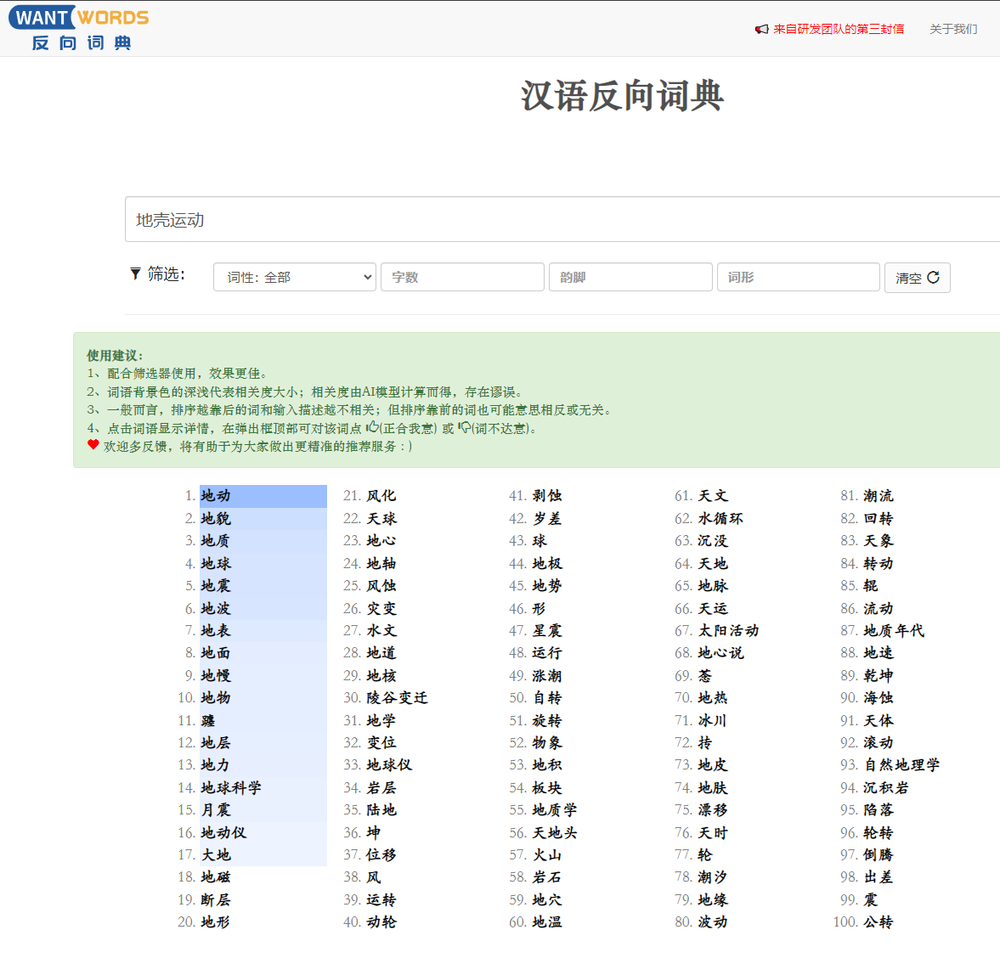 WANT WORDS
反向词典
来自研发团队的第三封信 关于我们
汉语反向词典
地壳运动
筛选: 词性: 全部 字数 韵脚 词形 清空
使用建议:
1、配合筛选器使用,效果更佳。
2、词语背景色的深浅代表相关度大小;相关度由AI模型计算而得,存在谬误。
3、一般而言,排序越靠后的词和输入描述越不相关;但排序靠前的词也可能意思相反或无关。
4、点击词语显示详情,在弹出框顶部可对该词点 (正合我意) 或 (词不达意)。
欢迎多反馈,将有助于为大家做出更精准的推荐服务 : )
1. 地动
2. 地貌
3. 地质
4. 地球
5. 地震
6. 地波
7. 地表
8. 地面
9. 地幔
10. 地物
11. 躔
12. 地层
13. 地力
14. 地球科学
15. 月震
16. 地动仪
17. 大地
18. 地磁
19. 断层
20. 地形
21. 风化
22. 天球
23. 地心
24. 地轴
25. 风蚀
26. 灾变
27. 水文
28. 地道
29. 地核
30. 陵谷变迁
31. 地学
32. 变位
33. 地球仪
34. 岩层
35. 陆地
36. 坤
37. 位移
38. 风
39. 运转
40. 动轮
41. 剥蚀
42. 岁差
43. 球
44. 地极
45. 地势
46. 形
47. 星震
48. 运行
49. 涨潮
50. 自转
51. 旋转
52. 物象
53. 地积
54. 板块
55. 地质学
56. 天地头
57. 火山
58. 岩石
59. 地穴
60. 地温
61. 天文
62. 水循环
63. 沉没
64. 天地
65. 地脉
66. 天运
67. 太阳活动
68. 地心说
69.
70. 地热
71. 冰川
72.
73. 地皮
74. 地肤
75. 漂移
76. 天时
77. 轮
78. 潮汐
79. 地缘
80. 波动
81. 潮流
82. 回转
83. 天象
84. 转动
85. 辊
86. 流动
87. 地质年代
88. 地速
89. 乾坤
90. 海蚀
91. 天体
92. 滚动
93. 自然地理学
94. 沉积岩
95. 陷落
96. 轮转
97. 倒腾
98. 出差
99. 震
100. 公转